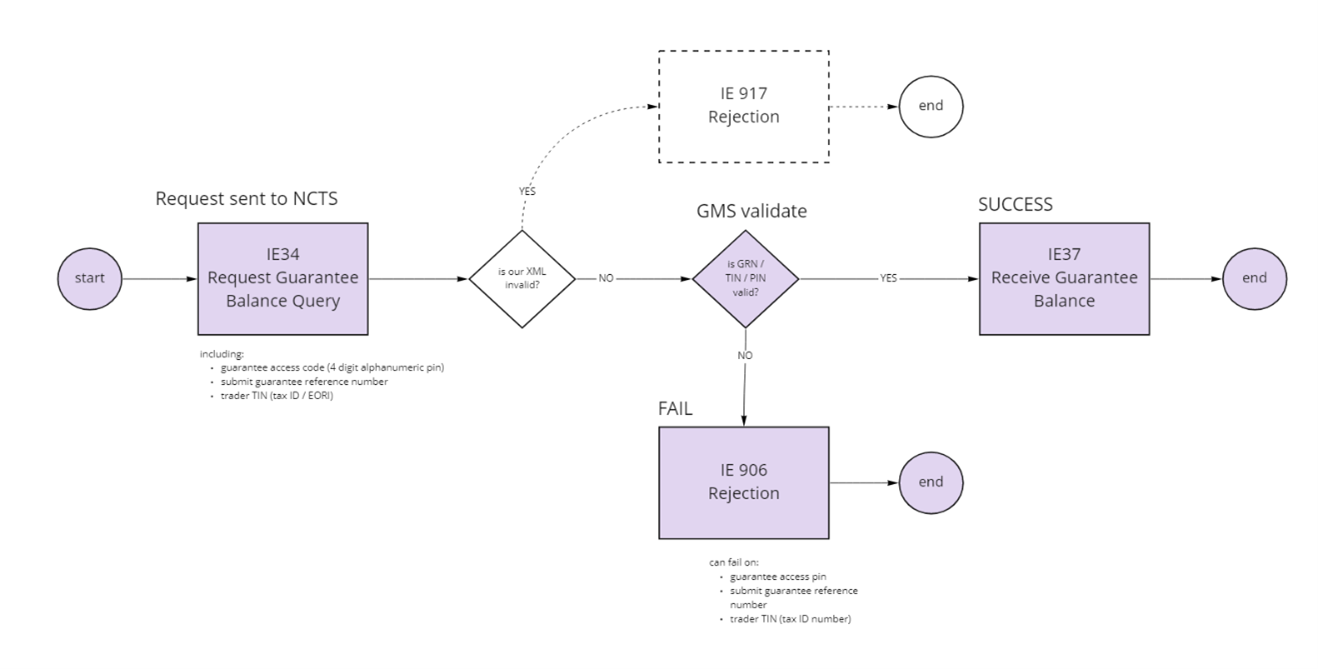 IE 917
Rejection
end
YES
Request sent to NCTS
GMS validate
SUCCESS
start
IE34
Request Guarantee
Balance Query
is our XML
invalid?
NO
is GRN /
TIN / PIN
valid?
YES
IE37
Receive Guarantee
Balance
end
including:
• guarantee access code (4 digit alphanumeric pin)
• submit guarantee reference number
• trader TIN (tax ID / EORI)
NO
FAIL
IE 906
Rejection
end
can fail on:
• guarantee access pin
• submit guarantee reference
number
• trader TIN (tax ID number)